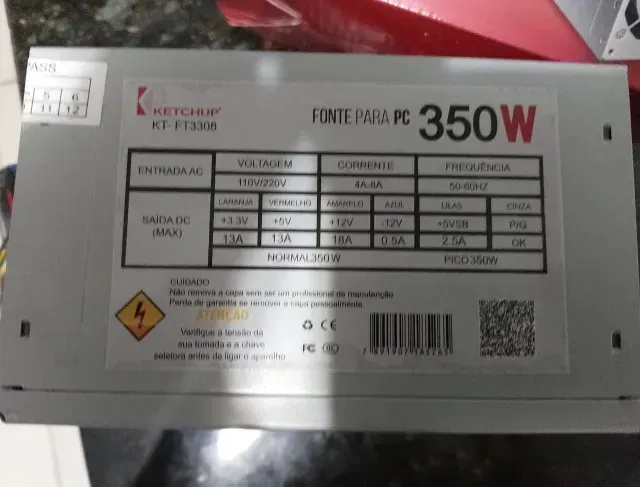 PASS
5 6
11 12
KETCHUP
KT- FT3308
FONTE PARA PC 350W
ENTRADA AC VOLTAGEM CORRENTE FREQUÊNCIA
110V/220V 4A-8A 50-60HZ
SAÍDA DC (MAX) LARANJA VERMELHO AMARELO AZUL LILAS CINZA
+3.3V +5V +12V -12V +5VSB P/G
13A 13A 18A 0.5A 2.5A OK
NORMAL350W PICO350W
CUIDADO
Não remova a capa sem ser um profissional de manutenção
Perda de garantia se remover a capa pessoalmente
ATENÇÃO
Verifique a tensão da
sua tomada e a chave
seletora antes da ligar o aparelho
CE
FC